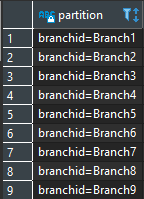 ABC partition
1 branchid=Branch1
2 branchid=Branch2
3 branchid=Branch3
4 branchid=Branch4
5 branchid=Branch5
6 branchid=Branch6
7 branchid=Branch7
8 branchid=Branch8
9 branchid=Branch9